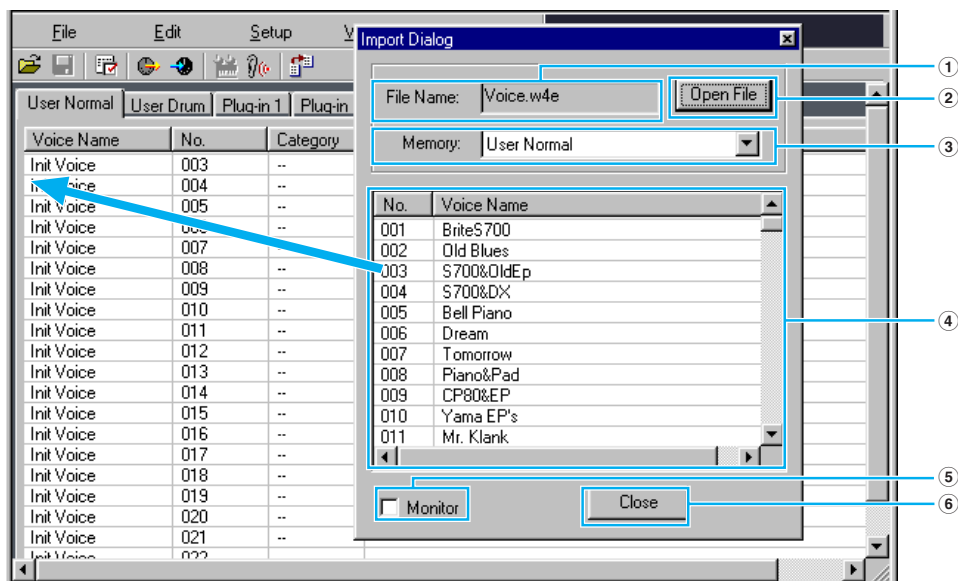 File Edit Setup V
Import Dialog
File Name: Voice.w4e Open File
Memory: User Normal
User Normal User Drum Plug-in 1 Plug-in
Voice Name No. Category
Init Voice 003 --
Init Voice 004 --
Init Voice 005 --
Init Voice 006 --
Init Voice 007 --
Init Voice 008 --
Init Voice 009 --
Init Voice 010 --
Init Voice 011 --
Init Voice 012 --
Init Voice 013 --
Init Voice 014 --
Init Voice 015 --
Init Voice 016 --
Init Voice 017 --
Init Voice 018 --
Init Voice 019 --
Init Voice 020 --
Init Voice 021 --
Init Voice 022
No. Voice Name
001 BriteS700
002 Old Blues
003 S700&OldEp
004 S700&DX
005 Bell Piano
006 Dream
007 Tomorrow
008 Piano&Pad
009 CP80&EP
010 Yama EP's
011 Mr. Klank
Monitor Close
①
②
③
④
⑤
⑥